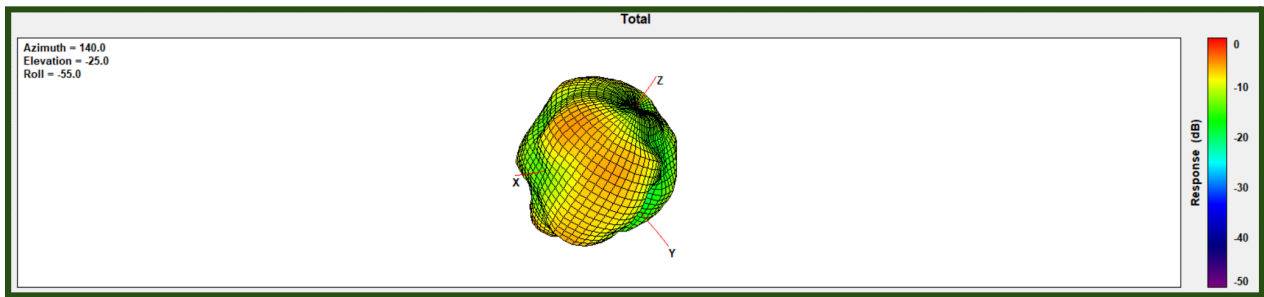 Total
Azimuth = 140.0
Elevation = -25.0
Roll = -55.0
Z
X
Y
Response (dB)
0
-10
-20
-30
-40
-50